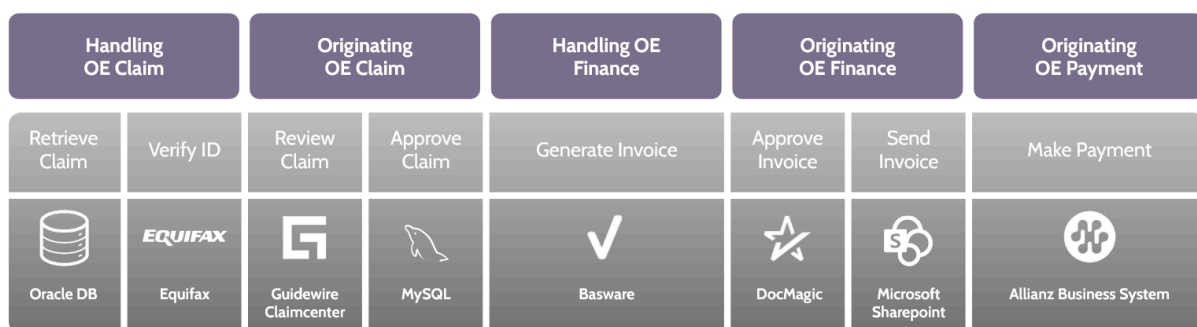 Handling
OE Claim
Originating
OE Claim
Handling OE
Finance
Originating
OE Finance
Originating
OE Payment
Retrieve
Claim
Verify ID
Review
Claim
Approve
Claim
Generate Invoice
Approve
Invoice
Send
Invoice
Make Payment
EQUIFAX
S
Oracle DB
Equifax
Guidewire
Claimcenter
MySQL
Basware
DocMagic
Microsoft
Sharepoint
Allianz Business System